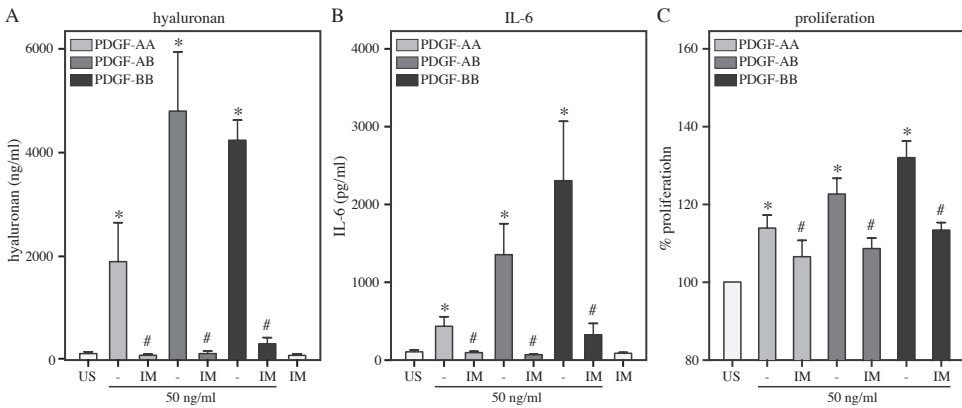 A
hyaluronan
hyaluronan (ng/ml)
6000
4000
2000
0
PDGF-AA
PDGF-AB
PDGF-BB
*
*
*
#
#
#
US
-
IM
-
IM
-
IM
IM
50 ng/ml
B
IL-6
IL-6 (pg/ml)
4000
3000
2000
1000
0
PDGF-AA
PDGF-AB
PDGF-BB
*
*
*
#
#
#
US
-
IM
-
IM
-
IM
IM
50 ng/ml
C
proliferation
% proliferatiohn
160
140
120
100
80
PDGF-AA
PDGF-AB
PDGF-BB
*
*
*
#
#
#
US
-
IM
-
IM
-
IM
50 ng/ml